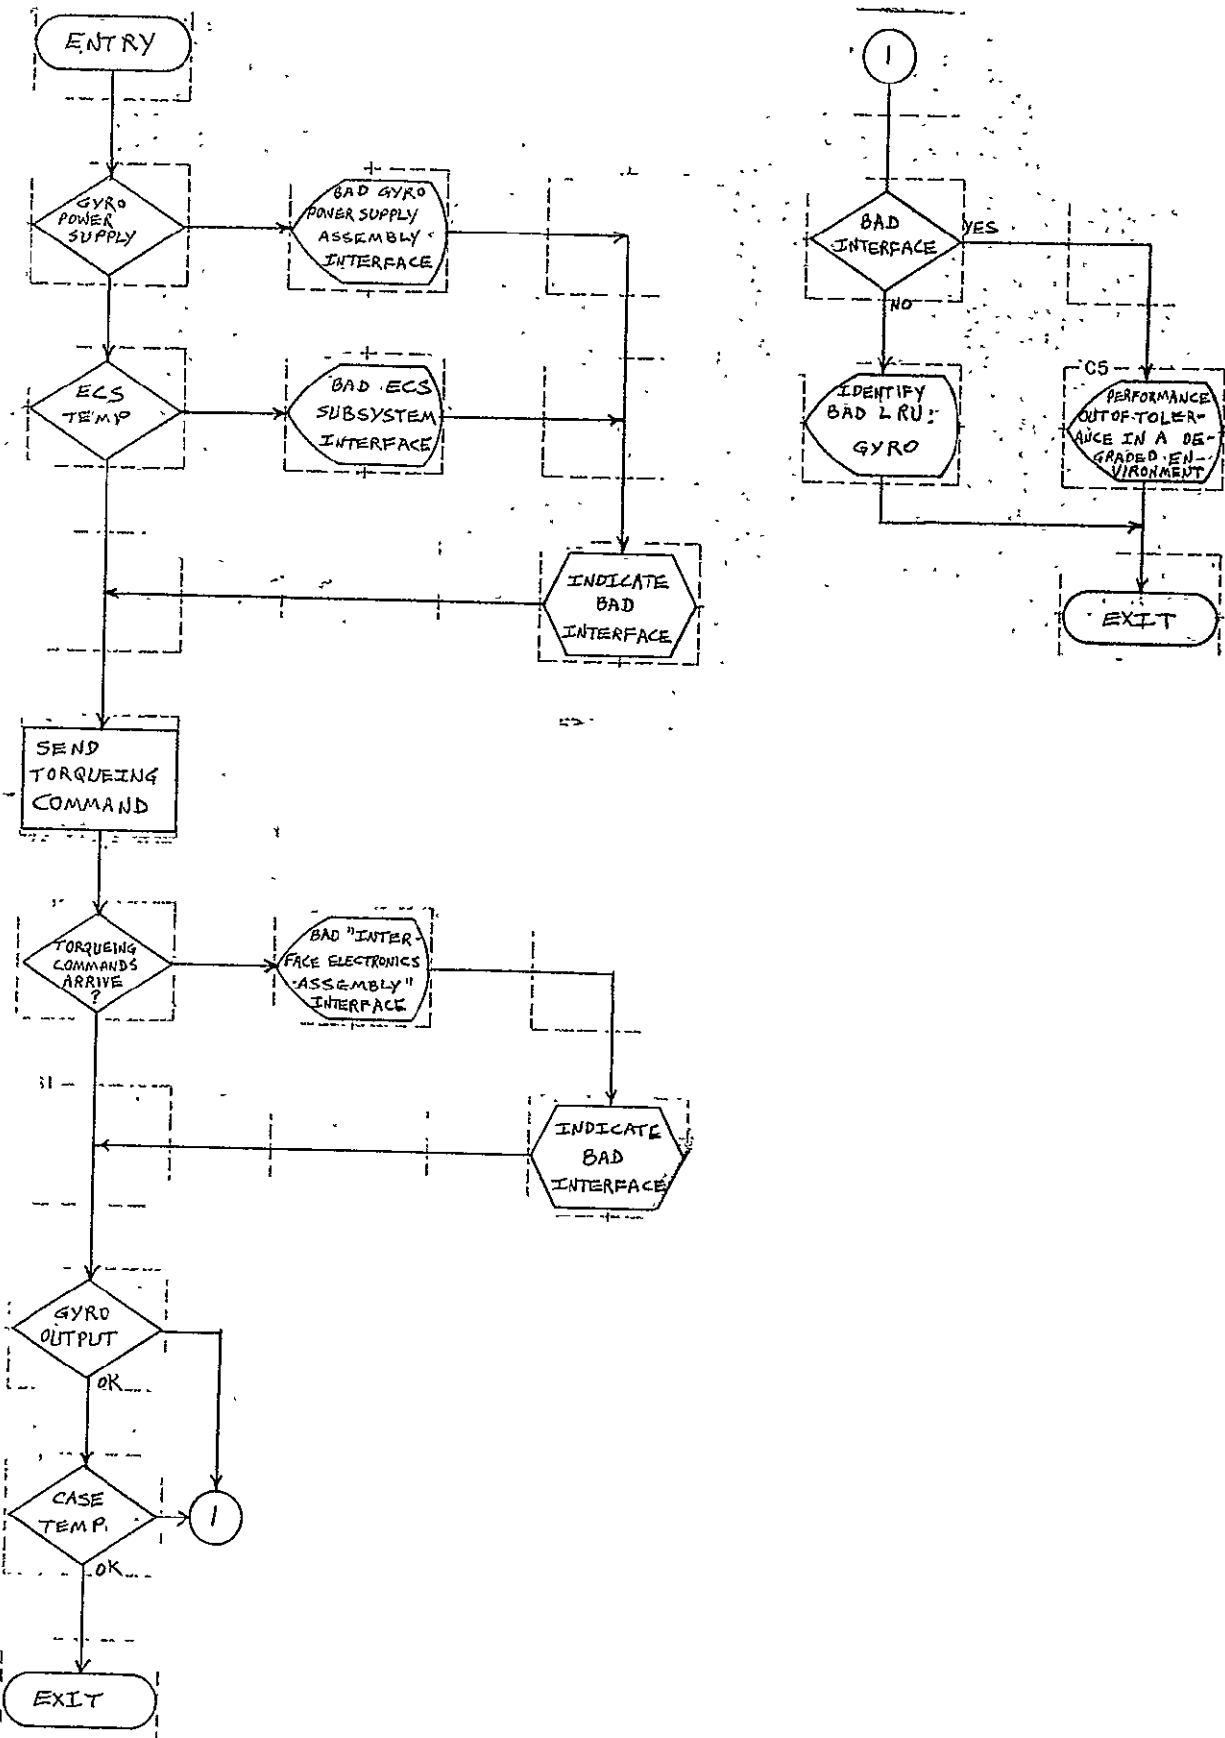 ENTRY
GYRO
POWER
SUPPLY
BAD GYRO
POWER SUPPLY
ASSEMBLY
INTERFACE
ECS
TEMP
BAD ECS
SUBSYSTEM
INTERFACE
INDICATE
BAD
INTERFACE
SEND
TORQUEING
COMMAND
TORQUEING
COMMANDS
ARRIVE
?
BAD "INTER-
FACE ELECTRONICS
ASSEMBLY"
INTERFACE
INDICATE
BAD
INTERFACE
GYRO
OUTPUT
OK
CASE
TEMP.
OK
1
EXIT
1
BAD
INTERFACE
YES
NO
IDENTIFY
BAD LRU:
GYRO
C5
PERFORMANCE
OUT-OF-TOLER-
ANCE IN A DE-
GRADED EN-
VIRONMENT
EXIT